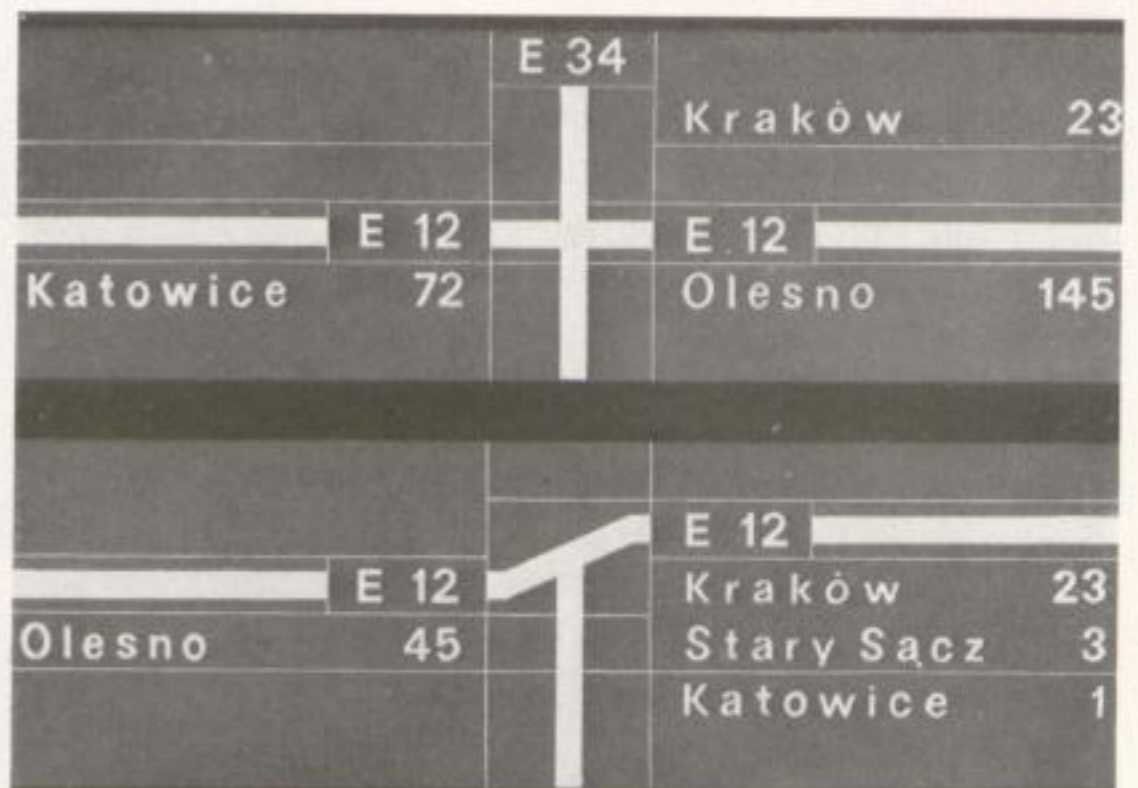 E 34
Kraków 23
E 12 E 12
Katowice 72 Olesno 145
E 12
E 12 Kraków 23
Olesno 45 Stary Sącz 3
Katowice 1